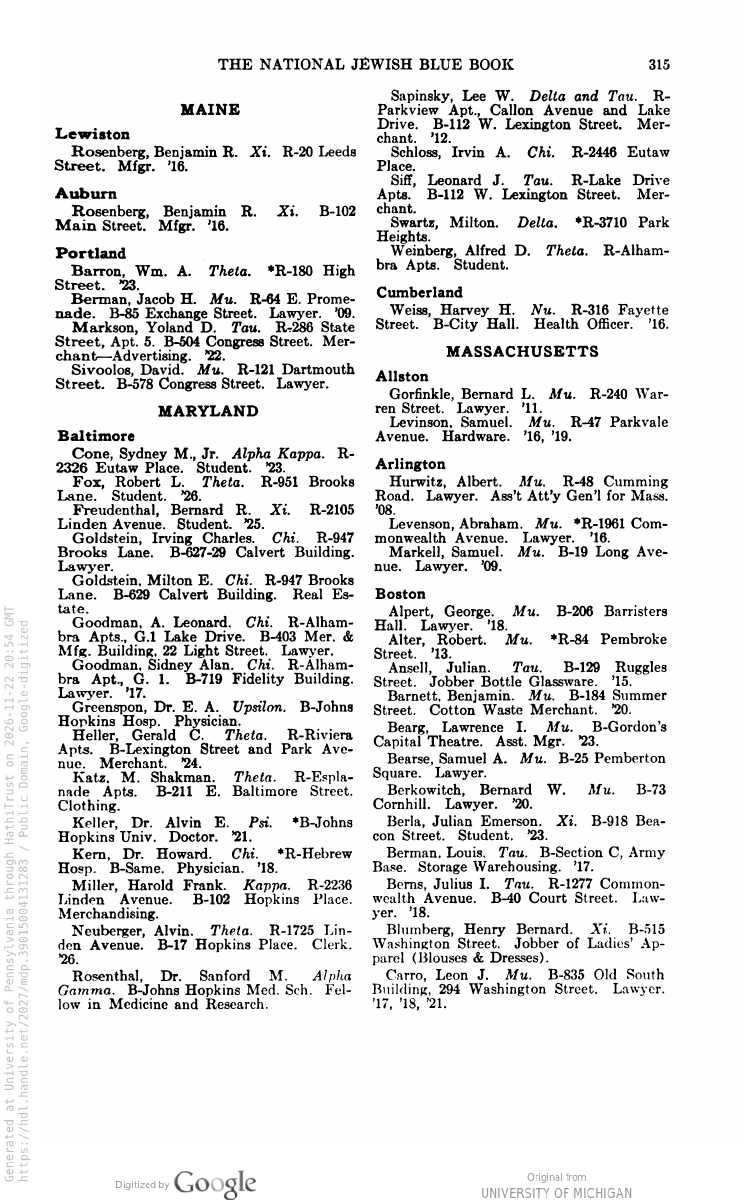 THE NATIONAL JEWISH BLUE BOOK 315
MAINE
Lewiston
Rosenberg, Benjamin R. Xi. R-20 Leeds
Street. Mfgr. '16.
Auburn
Rosenberg, Benjamin R. Xi. B-102
Main Street. Mfgr. '16.
Portland
Barron, Wm. A. Theta. *R-180 High
Street. '23.
Berman, Jacob H. Mu. R-64 E. Prome-
nade. B-85 Exchange Street. Lawyer. '09.
Markson, Yoland D. Tau. R-286 State
Street, Apt. 5. B-504 Congress Street. Mer-
chant—Advertising. '22.
Sivoolos, David. Mu. R-121 Dartmouth
Street. B-578 Congress Street. Lawyer.
MARYLAND
Baltimore
Cone, Sydney M., Jr. Alpha Kappa. R-
2326 Eutaw Place. Student. '23.
Fox, Robert L. Theta. R-951 Brooks
Lane. Student. '26.
Freudenthal, Bernard R. Xi. R-2105
Linden Avenue. Student. '25.
Goldstein, Irving Charles. Chi. R-947
Brooks Lane. B-627-29 Calvert Building.
Lawyer.
Goldstein, Milton E. Chi. R-947 Brooks
Lane. B-629 Calvert Building. Real Es-
tate.
Goodman, A. Leonard. Chi. R-Alham-
bra Apts., G.1 Lake Drive. B-403 Mer. &
Mfg. Building, 22 Light Street. Lawyer.
Goodman, Sidney Alan. Chi. R-Alham-
bra Apt., G. 1. B-719 Fidelity Building.
Lawyer. '17.
Greenspon, Dr. E. A. Upsilon. B-Johns
Hopkins Hosp. Physician.
Heller, Gerald C. Theta. R-Riviera
Apts. B-Lexington Street and Park Ave-
nue. Merchant. '24.
Katz, M. Shakman. Theta. R-Espla-
nade Apts. B-211 E. Baltimore Street.
Clothing.
Keller, Dr. Alvin E. Psi. *B-Johns
Hopkins Univ. Doctor. '21.
Kern, Dr. Howard. Chi. *R-Hebrew
Hosp. B-Same. Physician. '18.
Miller, Harold Frank. Kappa. R-2236
Linden Avenue. B-102 Hopkins Place.
Merchandising.
Neuberger, Alvin. Theta. R-1725 Lin-
den Avenue. B-17 Hopkins Place. Clerk.
'26.
Rosenthal, Dr. Sanford M. Alpha
Gamma. B-Johns Hopkins Med. Sch. Fel-
low in Medicine and Research.
Sapinsky, Lee W. Delta and Tau. R-
Parkview Apt., Callon Avenue and Lake
Drive. B-112 W. Lexington Street. Mer-
chant. '12.
Schloss, Irvin A. Chi. R-2446 Eutaw
Place.
Siff, Leonard J. Tau. R-Lake Drive
Apts. B-112 W. Lexington Street. Mer-
chant.
Swartz, Milton. Delta. *R-3710 Park
Heights.
Weinberg, Alfred D. Theta. R-Alham-
bra Apts. Student.
Cumberland
Weiss, Harvey H. Nu. R-316 Fayette
Street. B-City Hall. Health Officer. '16.
MASSACHUSETTS
Allston
Gorfinkle, Bernard L. Mu. R-240 War-
ren Street. Lawyer. '11.
Levinson, Samuel. Mu. R-47 Parkvale
Avenue. Hardware. '16, '19.
Arlington
Hurwitz, Albert. Mu. R-48 Cumming
Road. Lawyer. Ass't Att'y Gen'l for Mass.
'08.
Levenson, Abraham. Mu. *R-1961 Com-
monwealth Avenue. Lawyer. '16.
Markell, Samuel. Mu. B-19 Long Ave-
nue. Lawyer. '09.
Boston
Alpert, George. Mu. B-206 Barristers
Hall. Lawyer. '18.
Alter, Robert. Mu. *R-84 Pembroke
Street. '13.
Ansell, Julian. Tau. B-129 Ruggles
Street. Jobber Bottle Glassware. '15.
Barnett, Benjamin. Mu. B-184 Summer
Street. Cotton Waste Merchant. '20.
Bearg, Lawrence I. Mu. B-Gordon's
Capital Theatre. Asst. Mgr. '23.
Bearse, Samuel A. Mu. B-25 Pemberton
Square. Lawyer.
Berkowitch, Bernard W. Mu. B-73
Cornhill. Lawyer. '20.
Berla, Julian Emerson. Xi. B-918 Bea-
con Street. Student. '23.
Berman, Louis. Tau. B-Section C, Army
Base. Storage Warehousing. '17.
Berns, Julius I. Tau. R-1277 Common-
wealth Avenue. B-40 Court Street. Law-
yer. '18.
Blumberg, Henry Bernard. Xi. B-515
Washington Street. Jobber of Ladies' Ap-
parel (Blouses & Dresses).
Carro, Leon J. Mu. B-835 Old South
Building, 294 Washington Street. Lawyer.
'17, '18, '21.
Generated at University of Pennsylvania through HathiTrust on 2026-11-22 20:54 GMT
https://hdl.handle.net/2027/mdp.39015004131283 / Public Domain, Google-digitized
Digitized by Google
Original from
UNIVERSITY OF MICHIGAN